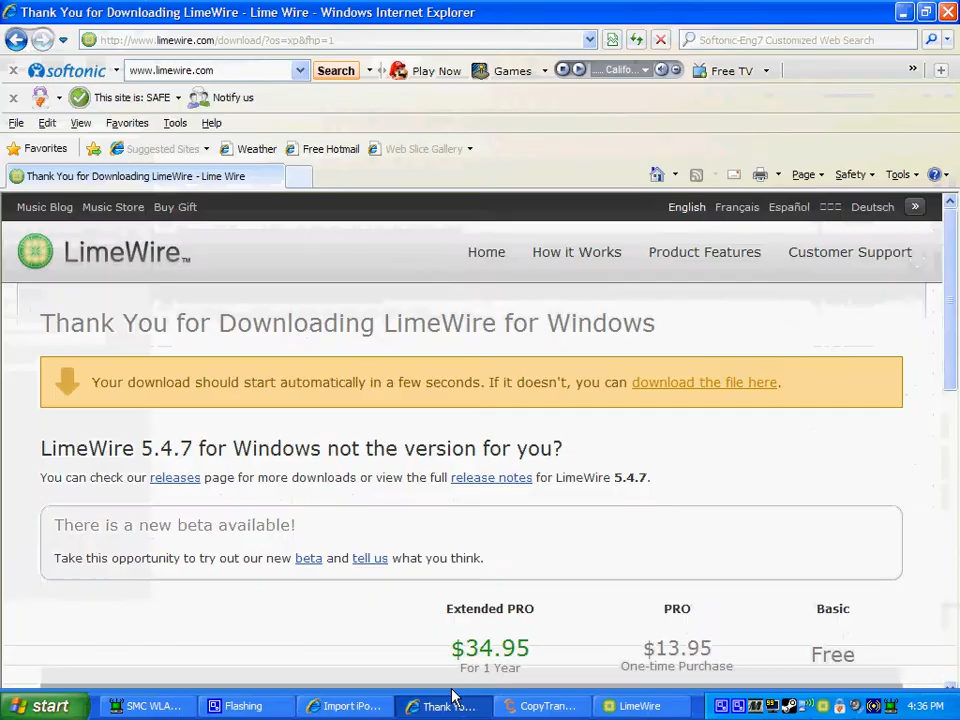 Thank You for Downloading LimeWire - Lime Wire - Windows Internet Explorer
http://www.limewire.com/download/?os=xp&fhp=1
Softonic-Eng7 Customized Web Search
softonic
www.limewire.com
Search
Play Now
Games
..... Califo...
Free TV
This site is: SAFE
Notify us
File Edit View Favorites Tools Help
Favorites
Suggested Sites
Weather
Free Hotmail
Web Slice Gallery
Thank You for Downloading LimeWire - Lime Wire
Page Safety Tools
Music Blog Music Store Buy Gift
English Français Español Deutsch »
LimeWire™
Home How it Works Product Features Customer Support
Thank You for Downloading LimeWire for Windows
Your download should start automatically in a few seconds. If it doesn't, you can download the file here.
LimeWire 5.4.7 for Windows not the version for you?
You can check our releases page for more downloads or view the full release notes for LimeWire 5.4.7.
There is a new beta available!
Take this opportunity to try out our new beta and tell us what you think.
Extended PRO PRO Basic
$34.95 $13.95 Free
For 1 Year One-time Purchase
start
SMC WLA...
Flashing
Import iPo...
Thank Yo...
CopyTran...
LimeWire
4:36 PM